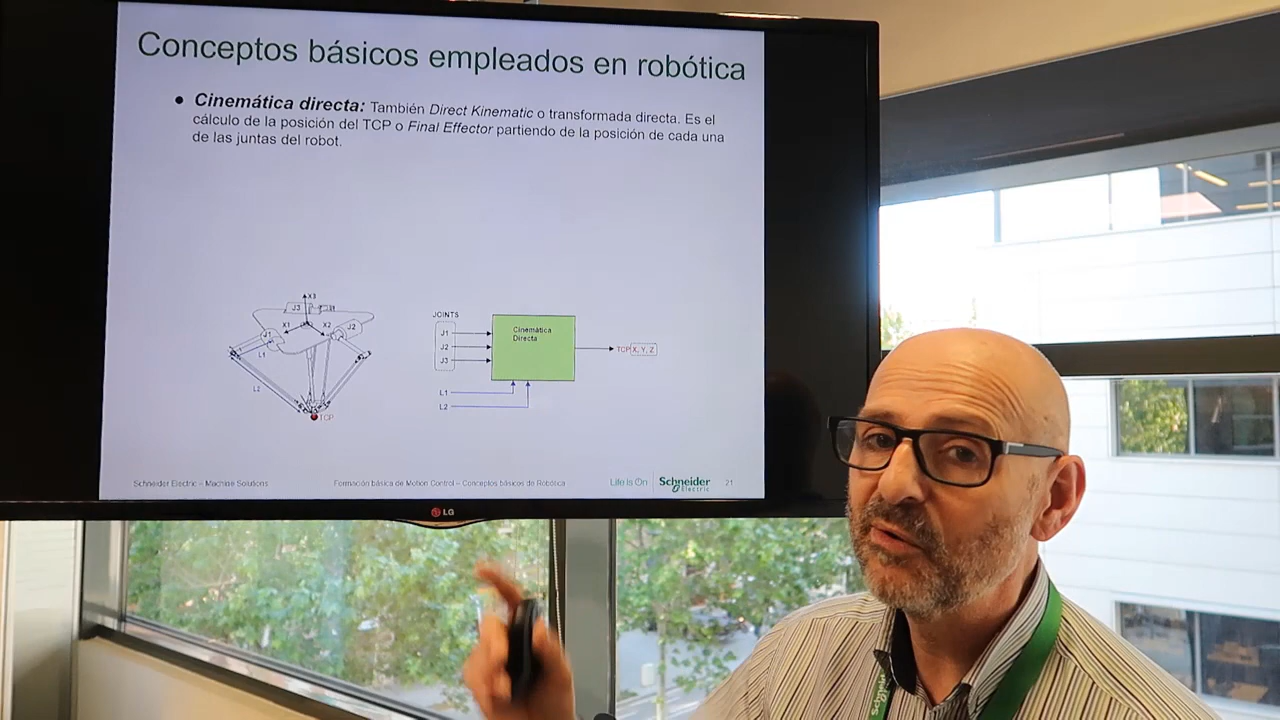 Conceptos básicos empleados en robótica
• Cinemática directa: También Direct Kinematic o transformada directa. Es el
cálculo de la posición del TCP o Final Effector partiendo de la posición de cada una
de las juntas del robot.
X3
J3
X1
X2
J2
J1
L1
L2
TCP
JOINTS
J1
J2
J3
Cinemática
Directa
TCP X, Y, Z
L1
L2
Schneider Electric – Machine Solutions
Formación básica de Motion Control – Conceptos básicos de Robótica
Life Is On
Schneider
Electric
21
LG
Schneider